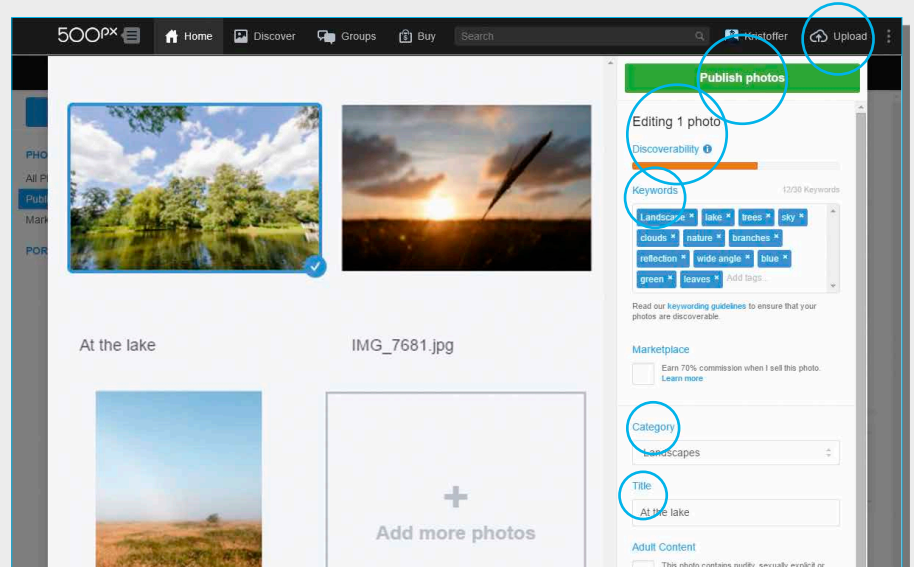 500px
Home
Discover
Groups
Buy
Search
Kristoffer
Upload
Publish photos
PHO
All P
Publ
Mark
POR
At the lake
IMG_7681.jpg
Add more photos
Editing 1 photo
Discoverability
Keywords
12/30 Keywords
Landscape × lake × trees × sky ×
clouds × nature × branches ×
reflection × wide angle × blue ×
green × leaves × Add tags...
Read our keywording guidelines to ensure that your
photos are discoverable.
Marketplace
Earn 70% commission when I sell this photo.
Learn more
Category
Landscapes
Title
At the lake
Adult Content
This photo contains nudity, sexually explicit or